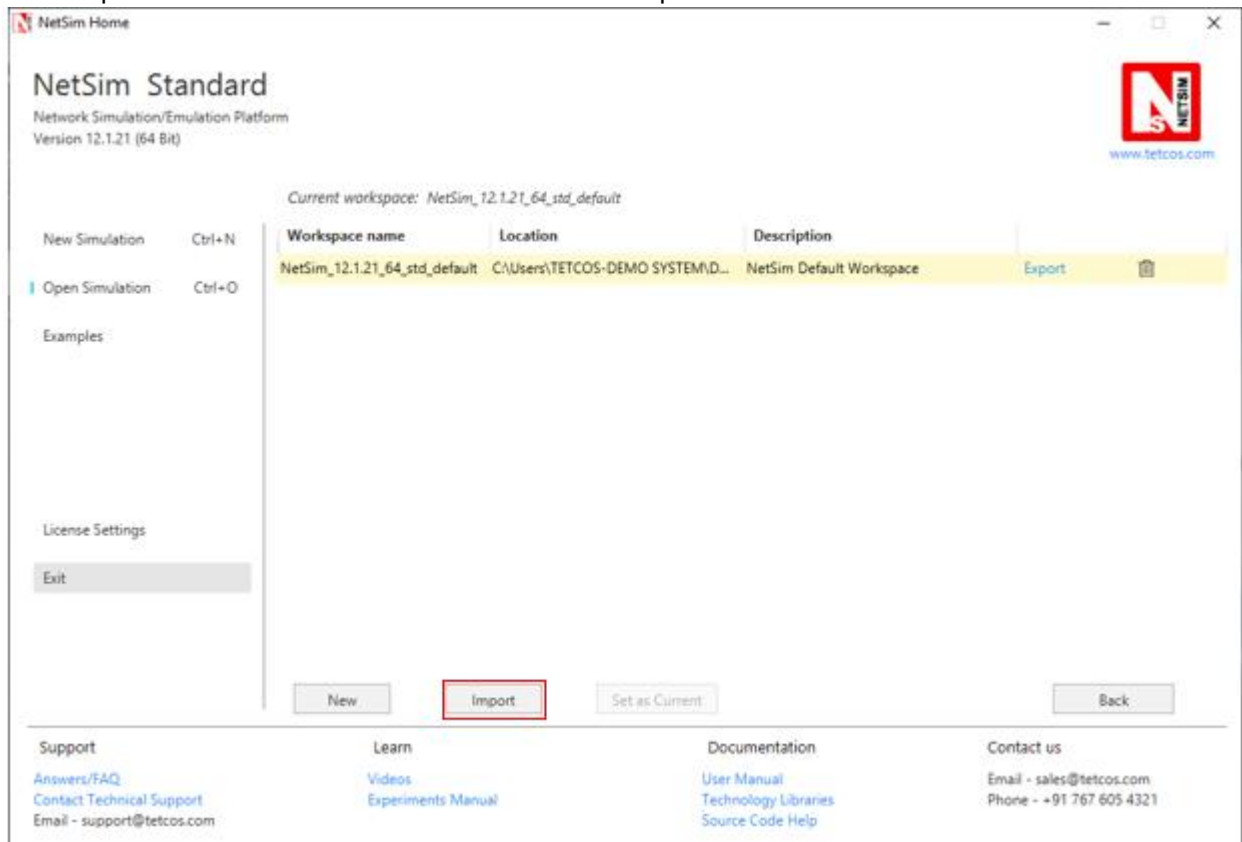 NetSim Home
NetSim Standard
Network Simulation/Emulation Platform
Version 12.1.21 (64 Bit)
NETSIM
www.tetcos.com
Current workspace: NetSim_12.1.21_64_std_default
New Simulation Ctrl+N
Open Simulation Ctrl+O
Examples
License Settings
Exit
Workspace name Location Description
NetSim_12.1.21_64_std_default C:\Users\TETCOS-DEMO SYSTEM\D... NetSim Default Workspace Export
New Import Set as Current Back
Support Learn Documentation Contact us
Answers/FAQ Videos User Manual Email - sales@tetcos.com
Contact Technical Support Experiments Manual Technology Libraries Phone - +91 767 605 4321
Email - support@tetcos.com Source Code Help